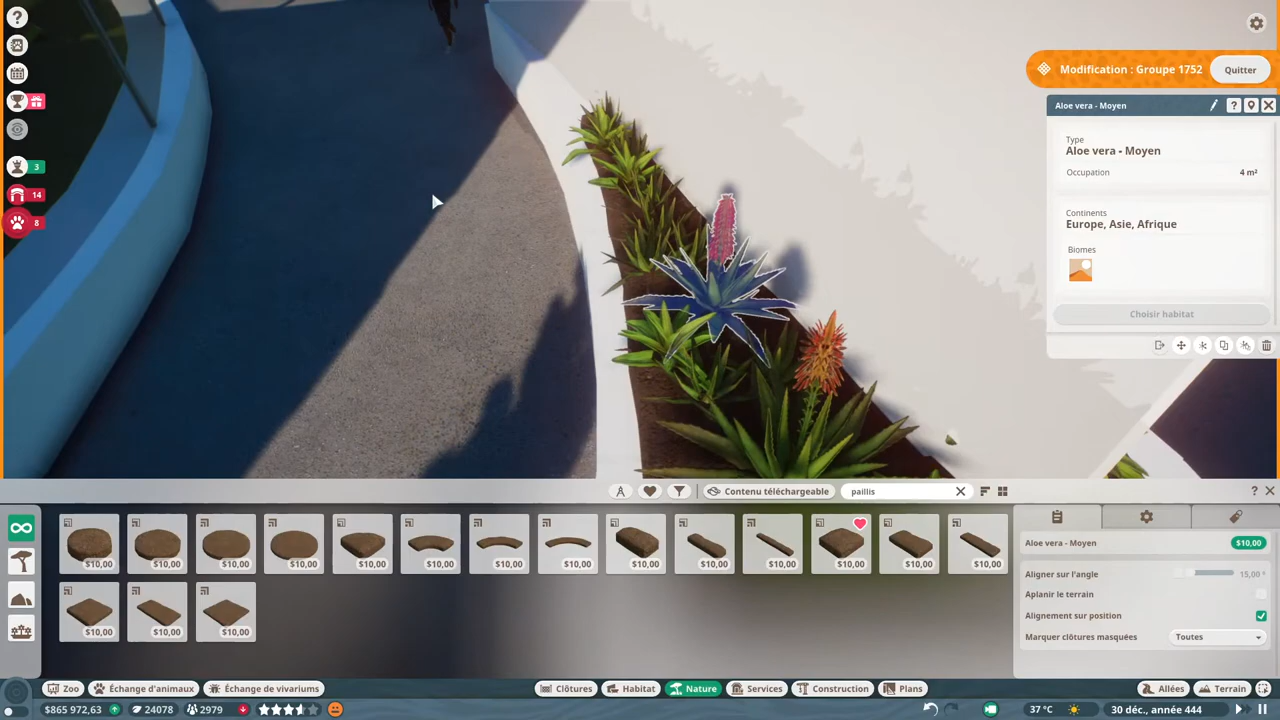 Modification : Groupe 1752
Quitter
Aloe vera - Moyen
?
Type
Aloe vera - Moyen
Occupation
4 m²
Continents
Europe, Asie, Afrique
Biomes
Choisir habitat
?
3
14
8
Contenu téléchargeable
paillis
?
$10,00 $10,00 $10,00 $10,00 $10,00 $10,00 $10,00 $10,00 $10,00 $10,00 $10,00 $10,00 $10,00 $10,00
$10,00 $10,00 $10,00
Aloe vera - Moyen
$10,00
Aligner sur l'angle
15,00 °
Aplanir le terrain
Alignement sur position
Marquer clôtures masquées
Toutes
Zoo
Échange d'animaux
Échange de vivariums
Clôtures
Habitat
Nature
Services
Construction
Plans
Allées
Terrain
$865 972,63
24078
2979
37 °C
30 déc., année 444